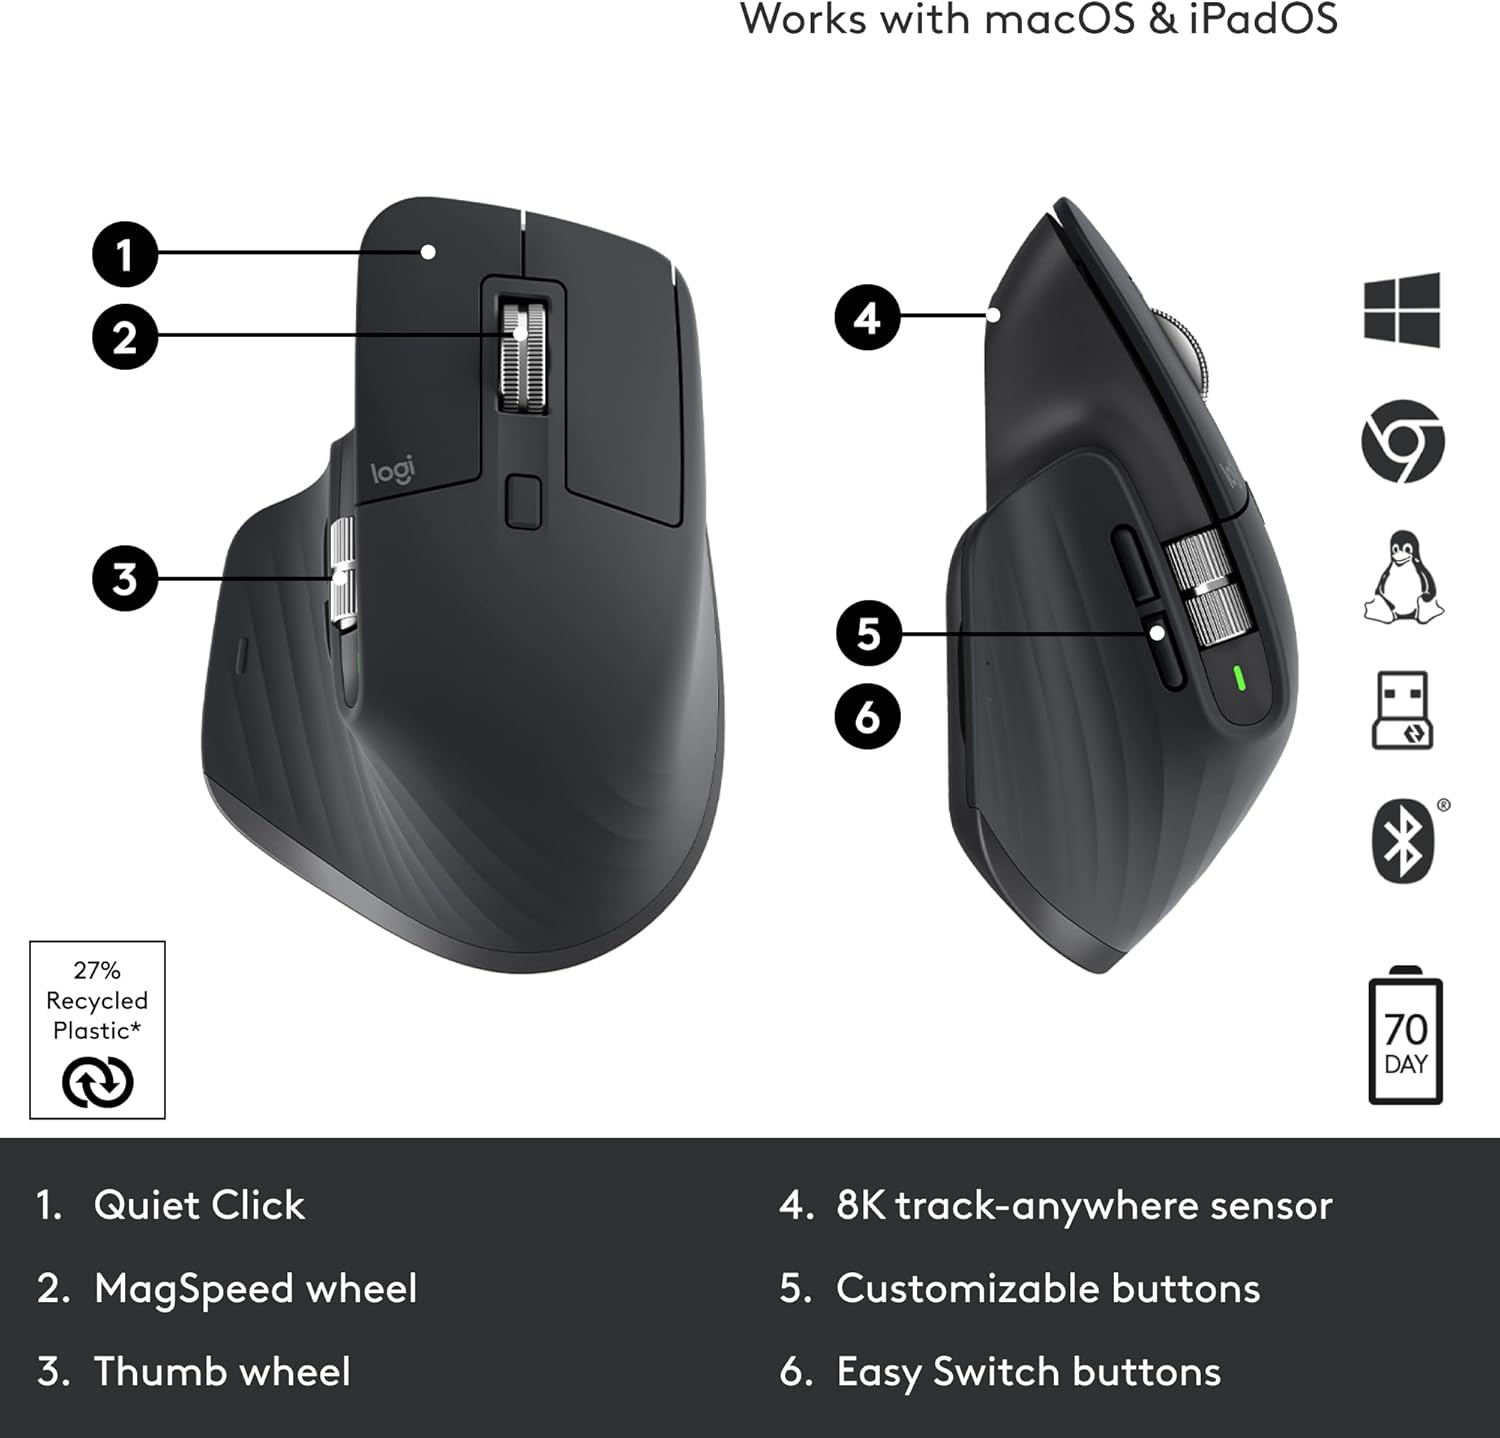 Works with macOS & iPadOS
1
2
3
logi
4
5
6
logi
®
27%
Recycled
Plastic*
70
DAY
1. Quiet Click
2. MagSpeed wheel
3. Thumb wheel
4. 8K track-anywhere sensor
5. Customizable buttons
6. Easy Switch buttons